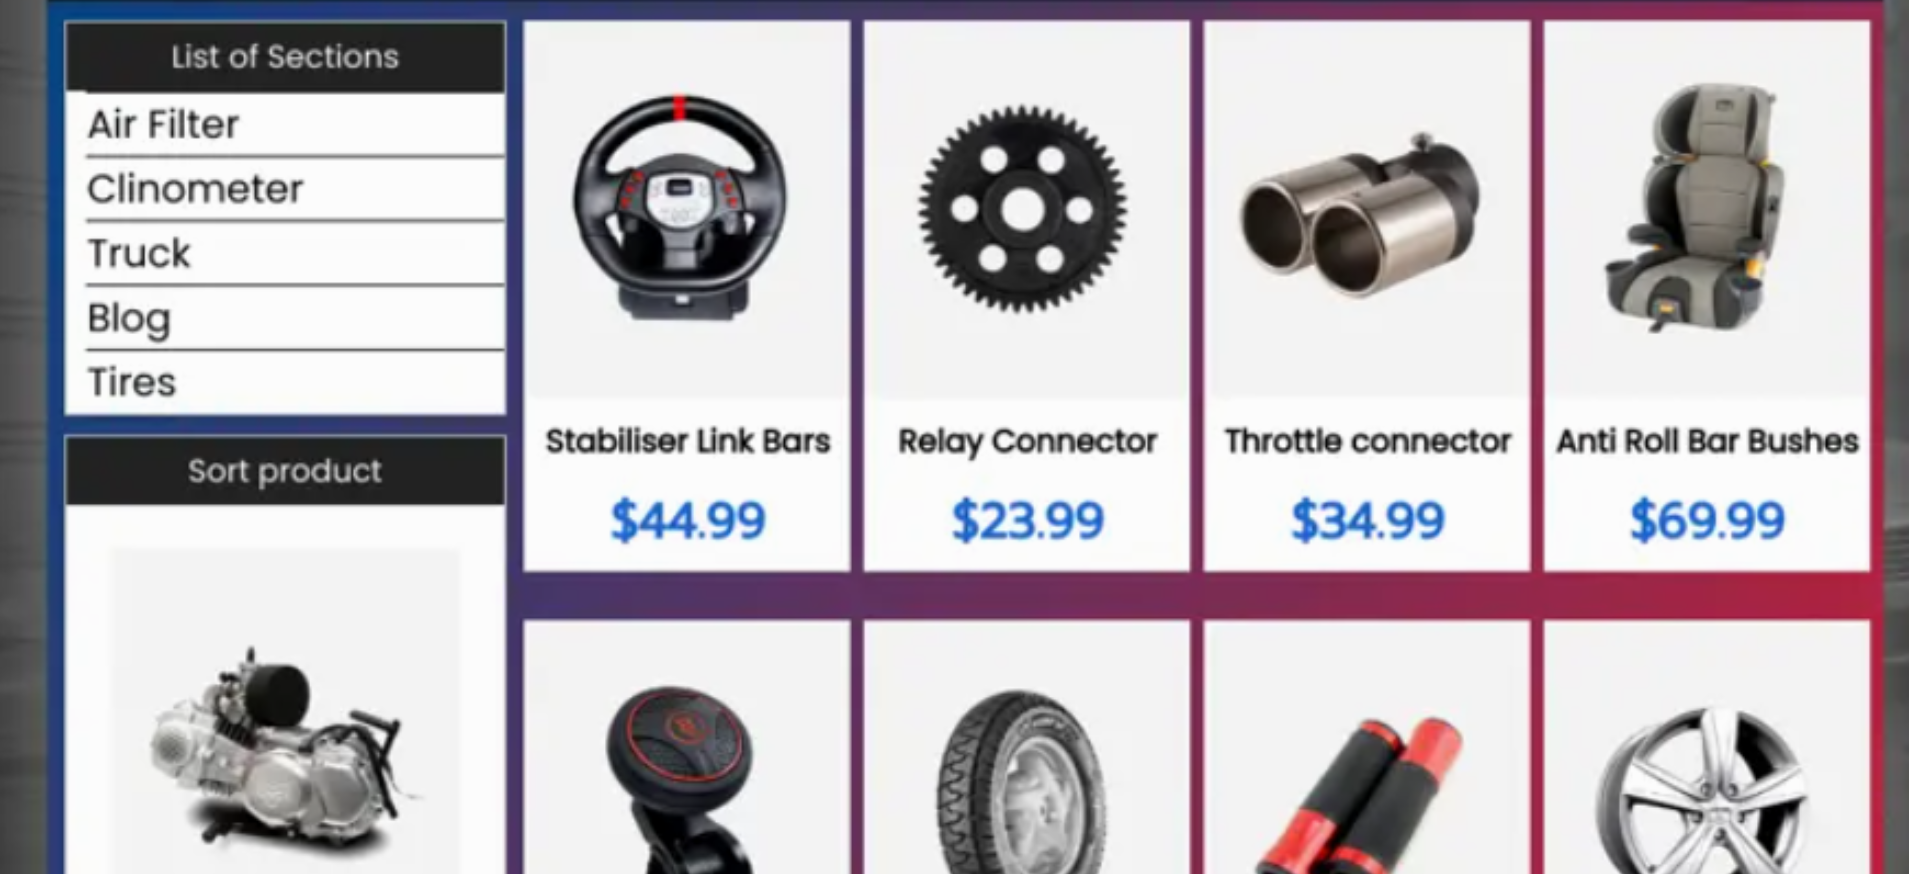 List of Sections
Air Filter
Clinometer
Truck
Blog
Tires
Sort product
Stabiliser Link Bars
$44.99
Relay Connector
$23.99
Throttle connector
$34.99
Anti Roll Bar Bushes
$69.99